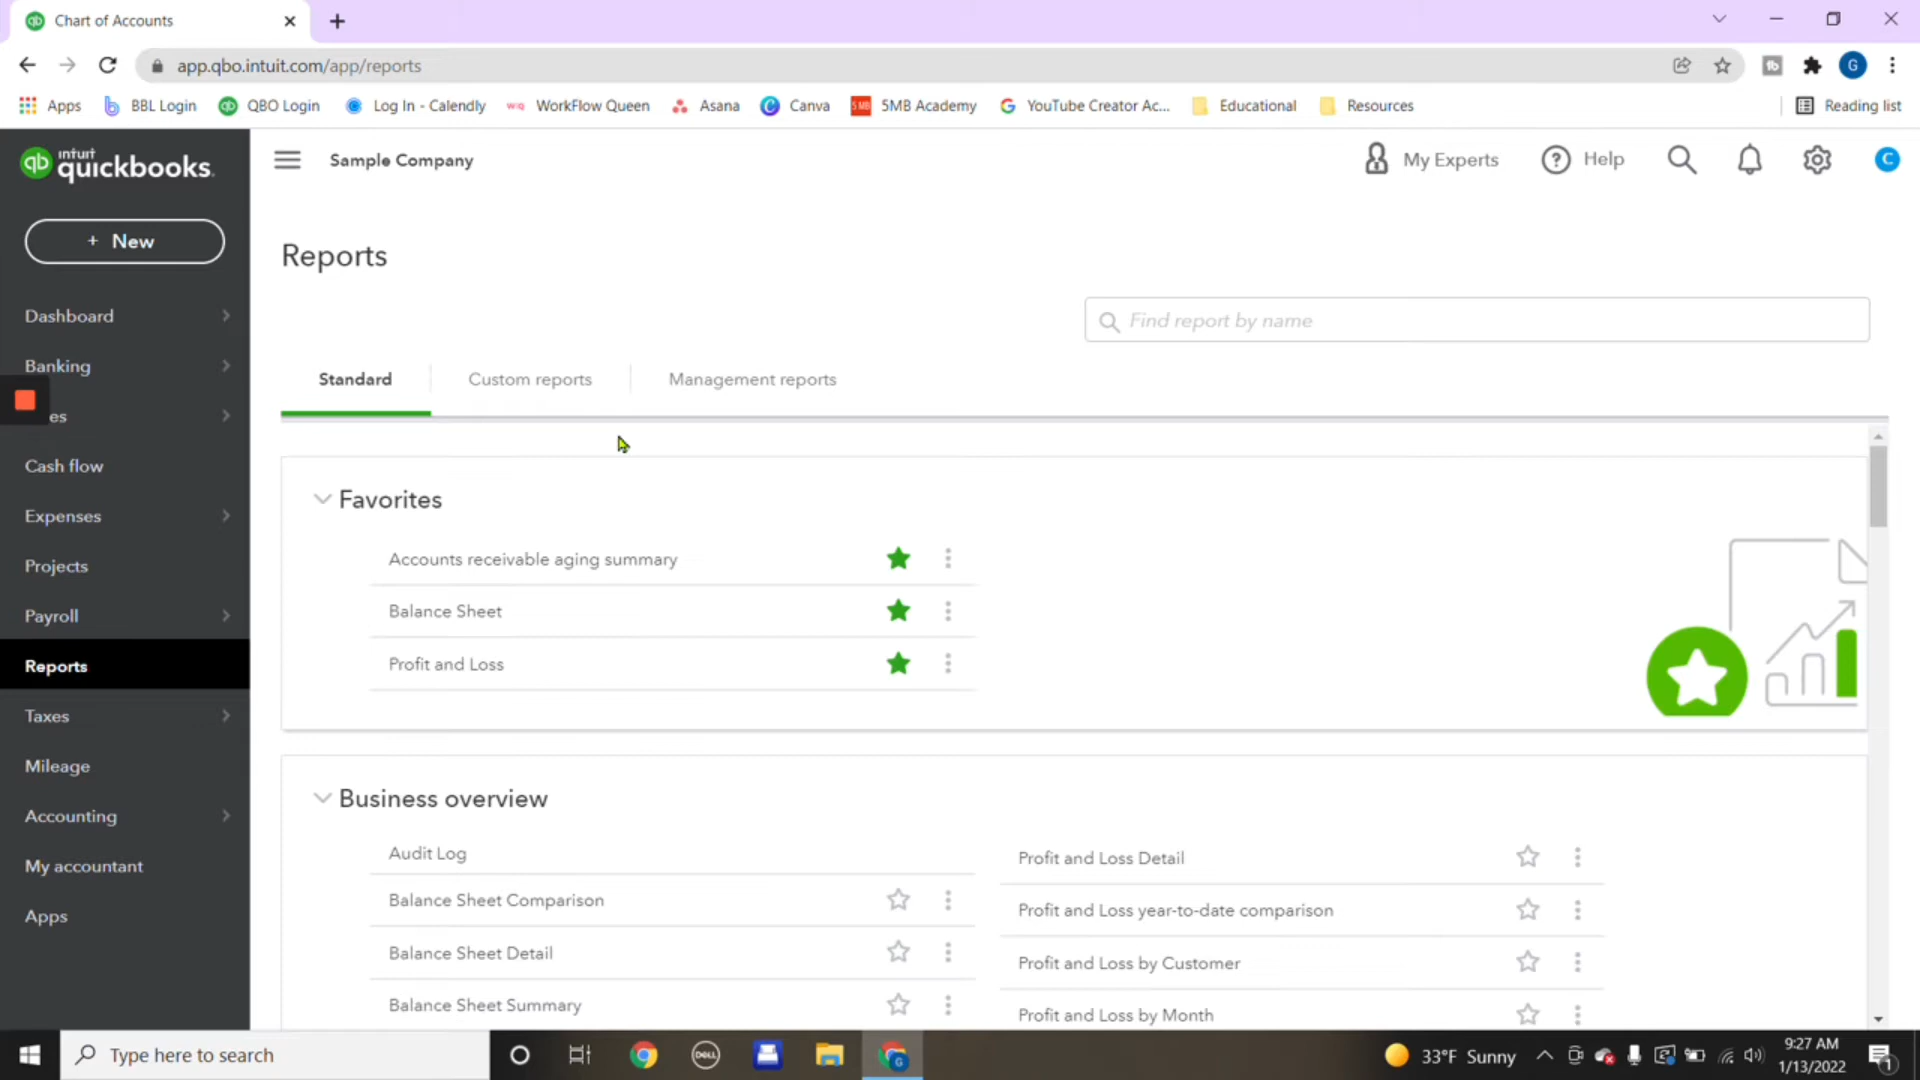 Chart of Accounts
app.qbo.intuit.com/app/reports
G
Apps
BBL Login
QBO Login
Log In - Calendly
WorkFlow Queen
Asana
Canva
5MB Academy
YouTube Creator Ac...
Educational
Resources
Reading list
qb intuit quickbooks.
Sample Company
My Experts
Help
C
+ New
Reports
Find report by name
Dashboard
Banking
es
Cash flow
Expenses
Projects
Payroll
Reports
Taxes
Mileage
Accounting
My accountant
Apps
Standard
Custom reports
Management reports
Favorites
Accounts receivable aging summary
Balance Sheet
Profit and Loss
Business overview
Audit Log
Balance Sheet Comparison
Balance Sheet Detail
Balance Sheet Summary
Profit and Loss Detail
Profit and Loss year-to-date comparison
Profit and Loss by Customer
Profit and Loss by Month
Type here to search
DELL
G
33°F Sunny
9:27 AM
1/13/2022
1